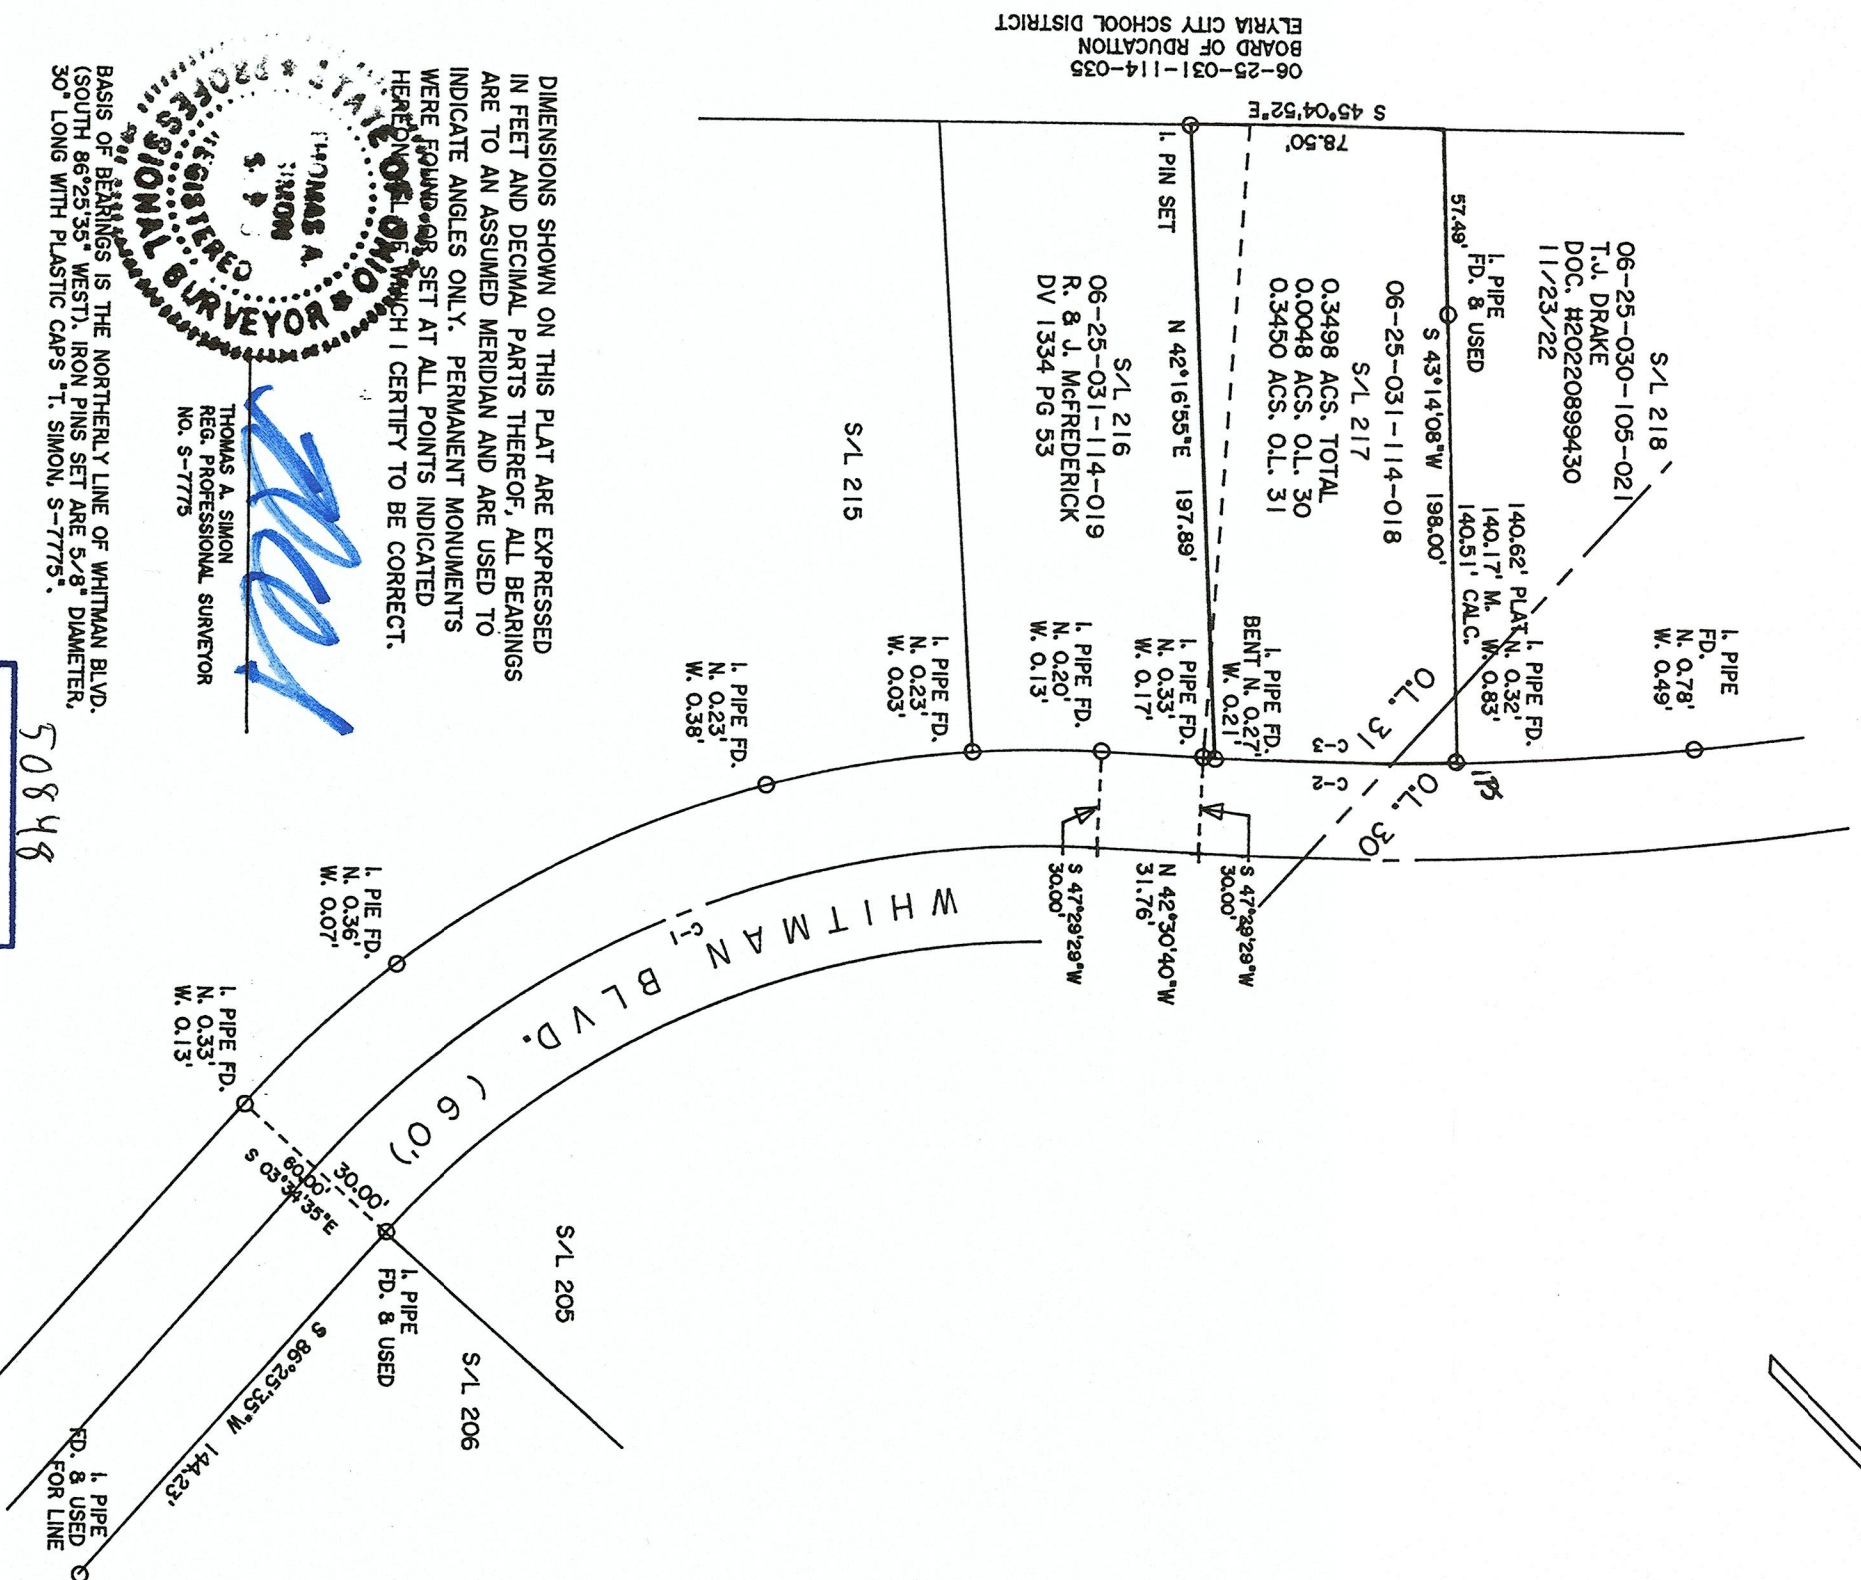 ELYRIA CITY SCHOOL DISTRICT
BOARD OF RDUCATION
06-25-031-114-035
S 45°04'52"E
78.50'
57.49'
I. PIPE
FD. & USED
S 43°14'08"W 198.00'
S/L 218
06-25-030-105-021
T.J. DRAKE
DOC. #20220899430
11/23/22
140.62' PLAT
140.17' M.
140.51' CALC.
I. PIPE FD.
N. 0.32'
W. 0.83'
I. PIPE
FD.
N. 0.78'
W. 0.49'
06-25-031-114-018
S/L 217
0.3498 ACS. TOTAL
0.0048 ACS. O.L. 30
0.3450 ACS. O.L. 31
I. PIN SET
N 42°16'55"E 197.89'
S/L 216
06-25-031-114-019
R. & J. McFREDERICK
DV 1334 PG 53
S/L 215
I. PIPE FD.
BENT N. 0.27'
W. 0.21'
I. PIPE FD.
N. 0.33'
W. 0.17'
I. PIPE FD.
N. 0.20'
W. 0.13'
I. PIPE FD.
N. 0.23'
W. 0.03'
I. PIPE FD.
N. 0.23'
W. 0.38'
I. PIE FD.
N. 0.36'
W. 0.07'
I. PIPE FD.
N. 0.33'
W. 0.13'
O.L. 31
O.L. 30
C-3
C-2
IPS
S 47°29'29"W
30.00'
N 42°30'40"W
31.76'
S 47°29'29"W
30.00'
WHITMAN BLVD. (60')
C-1
30.00'
60.00'
S 03°34'35"E
S/L 205
S/L 206
I. PIPE
FD. & USED
S 86°25'35"W 144.23'
I. PIPE
FD. & USED
FOR LINE
DIMENSIONS SHOWN ON THIS PLAT ARE EXPRESSED
IN FEET AND DECIMAL PARTS THEREOF, ALL BEARINGS
ARE TO AN ASSUMED MERIDIAN AND ARE USED TO
INDICATE ANGLES ONLY. PERMANENT MONUMENTS
WERE FOUND OR SET AT ALL POINTS INDICATED
HEREON, ALL OF WHICH I CERTIFY TO BE CORRECT.
STATE OF OHIO
REGISTERED
PROFESSIONAL SURVEYOR
THOMAS A.
SIMON
THOMAS A. SIMON
REG. PROFESSIONAL SURVEYOR
NO. S-7775
BASIS OF BEARINGS IS THE NORTHERLY LINE OF WHITMAN BLVD.
(SOUTH 86°25'35" WEST). IRON PINS SET ARE 5/8" DIAMETER,
30" LONG WITH PLASTIC CAPS "T. SIMON, S-7775".
50848